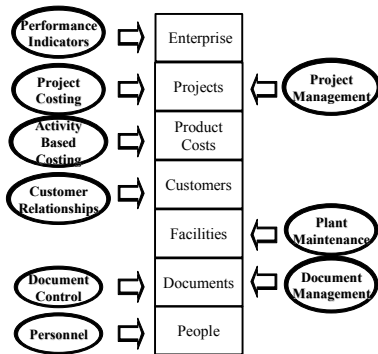 Performance
Indicators
Enterprise
Project
Costing
Projects
Project
Management
Activity
Based
Costing
Product
Costs
Customer
Relationships
Customers
Facilities
Plant
Maintenance
Document
Control
Documents
Document
Management
Personnel
People